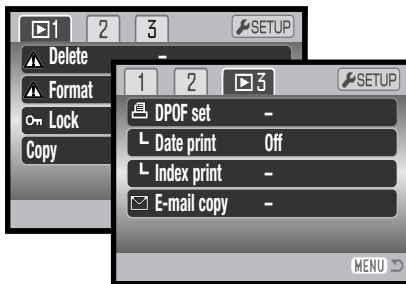 1 2 3 SETUP
Delete –
Format
Lock
Copy
1 2 3 SETUP
DPOF set –
Date print Off
Index print –
E-mail copy –
MENU